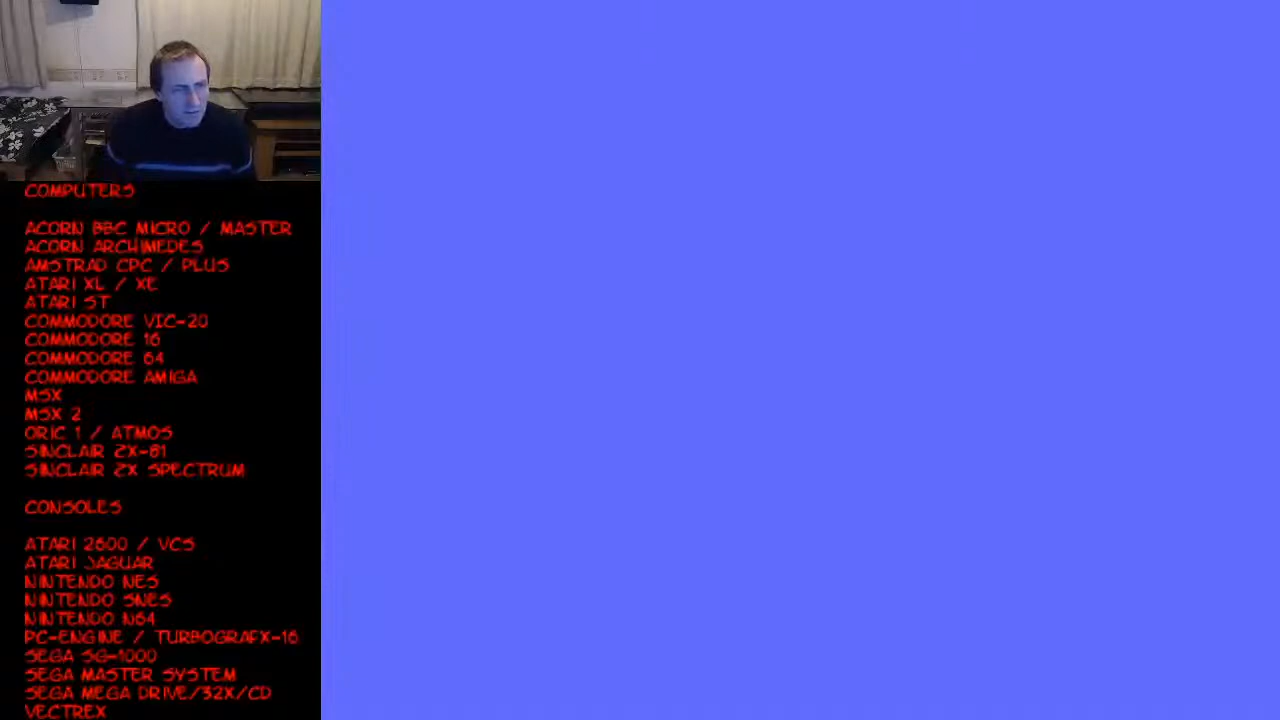 COMPUTERS
ACORN BBC MICRO / MASTER
ACORN ARCHIMEDES
AMSTRAD CPC / PLUS
ATARI XL / XE
ATARI ST
COMMODORE VIC-20
COMMODORE 16
COMMODORE 64
COMMODORE AMIGA
MSX
MSX 2
ORIC 1 / ATMOS
SINCLAIR ZX-81
SINCLAIR ZX SPECTRUM
CONSOLES
ATARI 2600 / VCS
ATARI JAGUAR
NINTENDO NES
NINTENDO SNES
NINTENDO N64
PC-ENGINE / TURBOGRAFX-16
SEGA SG-1000
SEGA MASTER SYSTEM
SEGA MEGA DRIVE/32X/CD
VECTREX